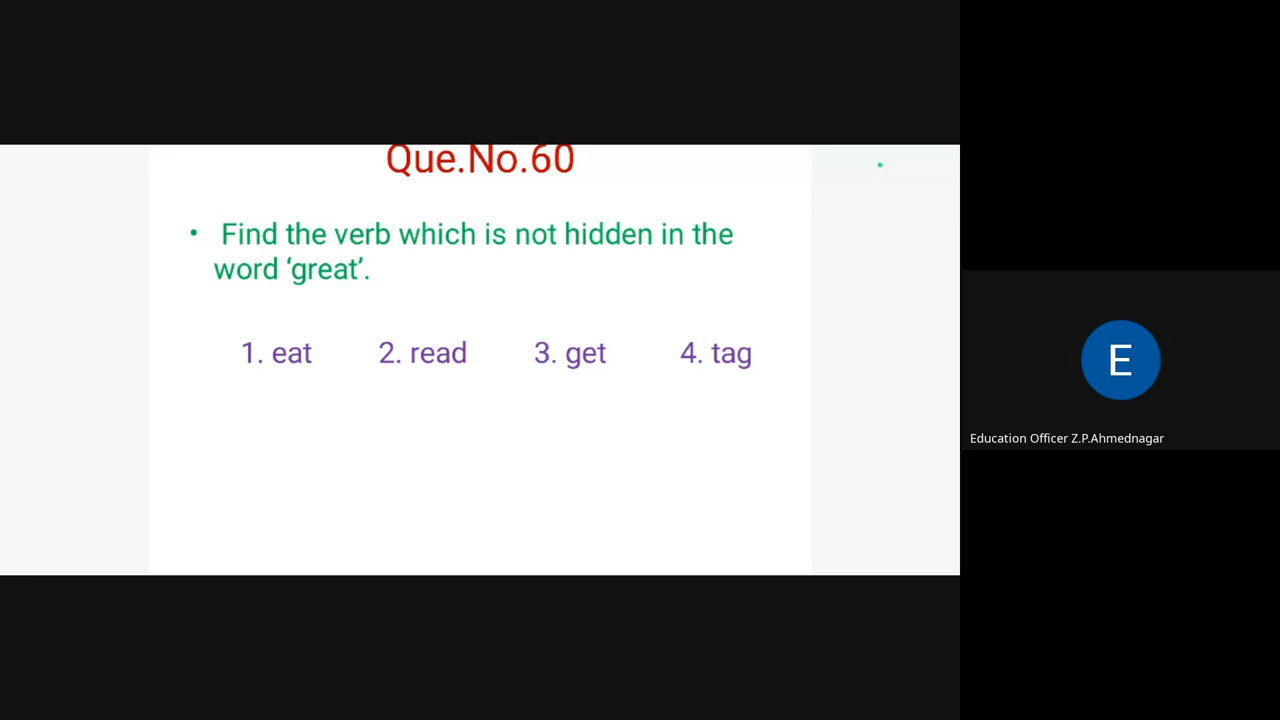 Que.No.60
• Find the verb which is not hidden in the
word ‘great’.
1. eat 2. read 3. get 4. tag
E
Education Officer Z.P.Ahmednagar